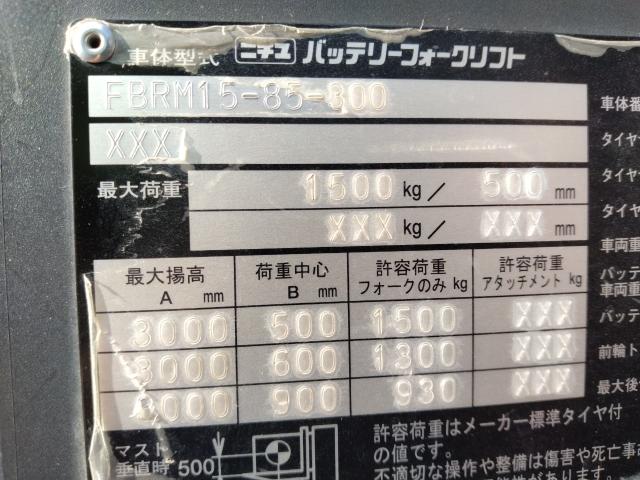 車体型式 ニチユ バッテリーフォークリフト
FBRM15-85-300
車体番
XXX
タイヤ
最大荷重 1500 kg / 500 mm
タイヤ
XXX kg / XXX mm
タイヤ
車両重
最大揚高 荷重中心 許容荷重 許容荷重
A mm B mm フォークのみ kg アタッチメント kg
バッテ
車両重
3000 500 1500 XXX
バッテ
3000 600 1300 XXX
前輪ト
000 900 930 XXX
最大後
許容荷重はメーカー標準タイヤ付
の値です。
マスト
垂直時 500
不適切な操作や整備は傷害や死亡事